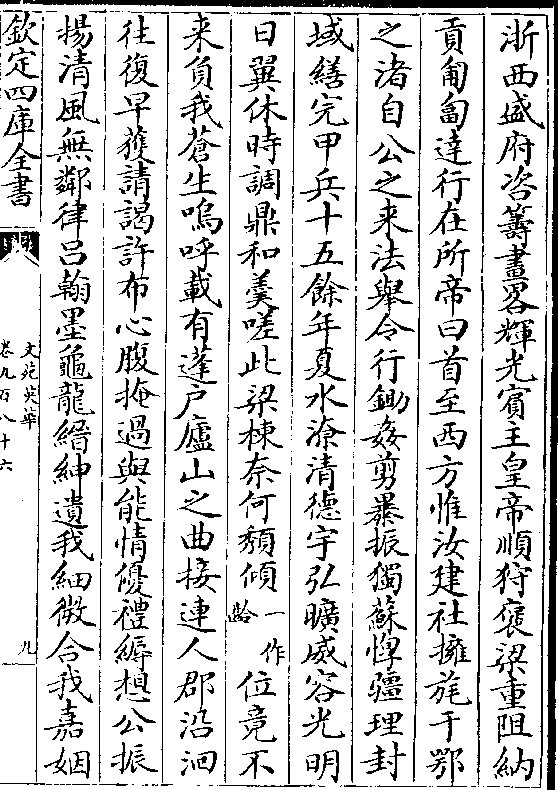 浙西盛府咨籌畫畧輝光賔主皇帝順狩褒梁重阻納
貢匍匐達行在所帝曰首至西方惟汝建社擁旄于鄂
之渚自公之来法舉令行鋤姦剪暴振獨蘇惸疆理封
域繕完甲兵十五餘年夏水潦清德宇弘曠威容光明
日翼休時調鼎和羮嗟此梁棟奈何頽傾一作齡位竟不
来負我蒼生嗚呼載有蓬户廬山之曲接連人郡沿洄
往復早獲請謁許布心腹掩過與能情優禮縟想公振
揚清風無鄰律吕翰墨龜龍縉紳遺我細微合我嘉姻
欽定四庫全書
文苑英華
卷九百八十六
九